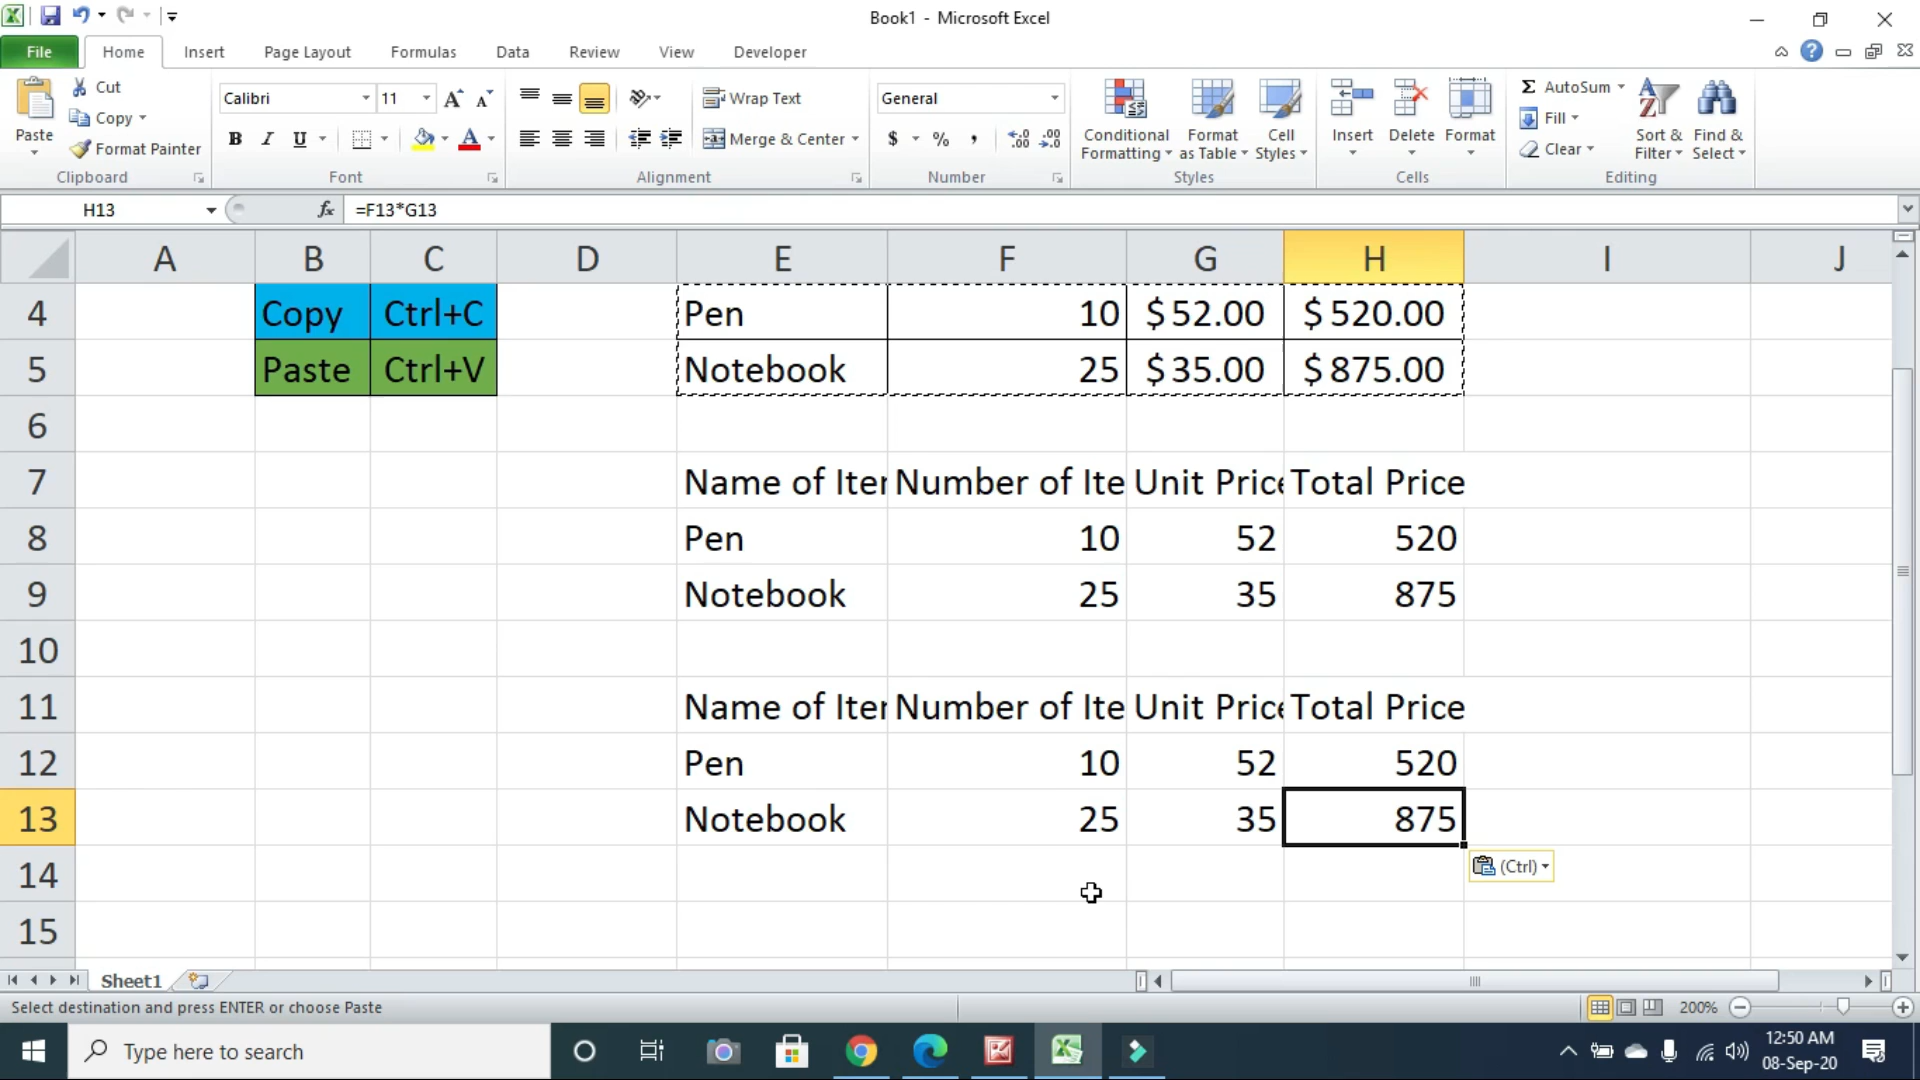 Book1 - Microsoft Excel
File Home Insert Page Layout Formulas Data Review View Developer
Paste
Cut
Copy
Format Painter
Clipboard
Calibri 11
B I U A
Font
Wrap Text
Merge & Center
Alignment
General
$ % ,
Number
Conditional Formatting
Format as Table
Cell Styles
Styles
Insert Delete Format
Cells
Σ AutoSum
Fill
Clear
Sort & Filter
Find & Select
Editing
H13 fx =F13*G13
A B C D E F G H I J
4 Copy Ctrl+C Pen 10 $ 52.00 $ 520.00
5 Paste Ctrl+V Notebook 25 $ 35.00 $ 875.00
6
7 Name of Iter Number of Ite Unit Price Total Price
8 Pen 10 52 520
9 Notebook 25 35 875
10
11 Name of Iter Number of Ite Unit Price Total Price
12 Pen 10 52 520
13 Notebook 25 35 875
(Ctrl)
14
15
Sheet1
Select destination and press ENTER or choose Paste 200%
Type here to search
12:50 AM
08-Sep-20